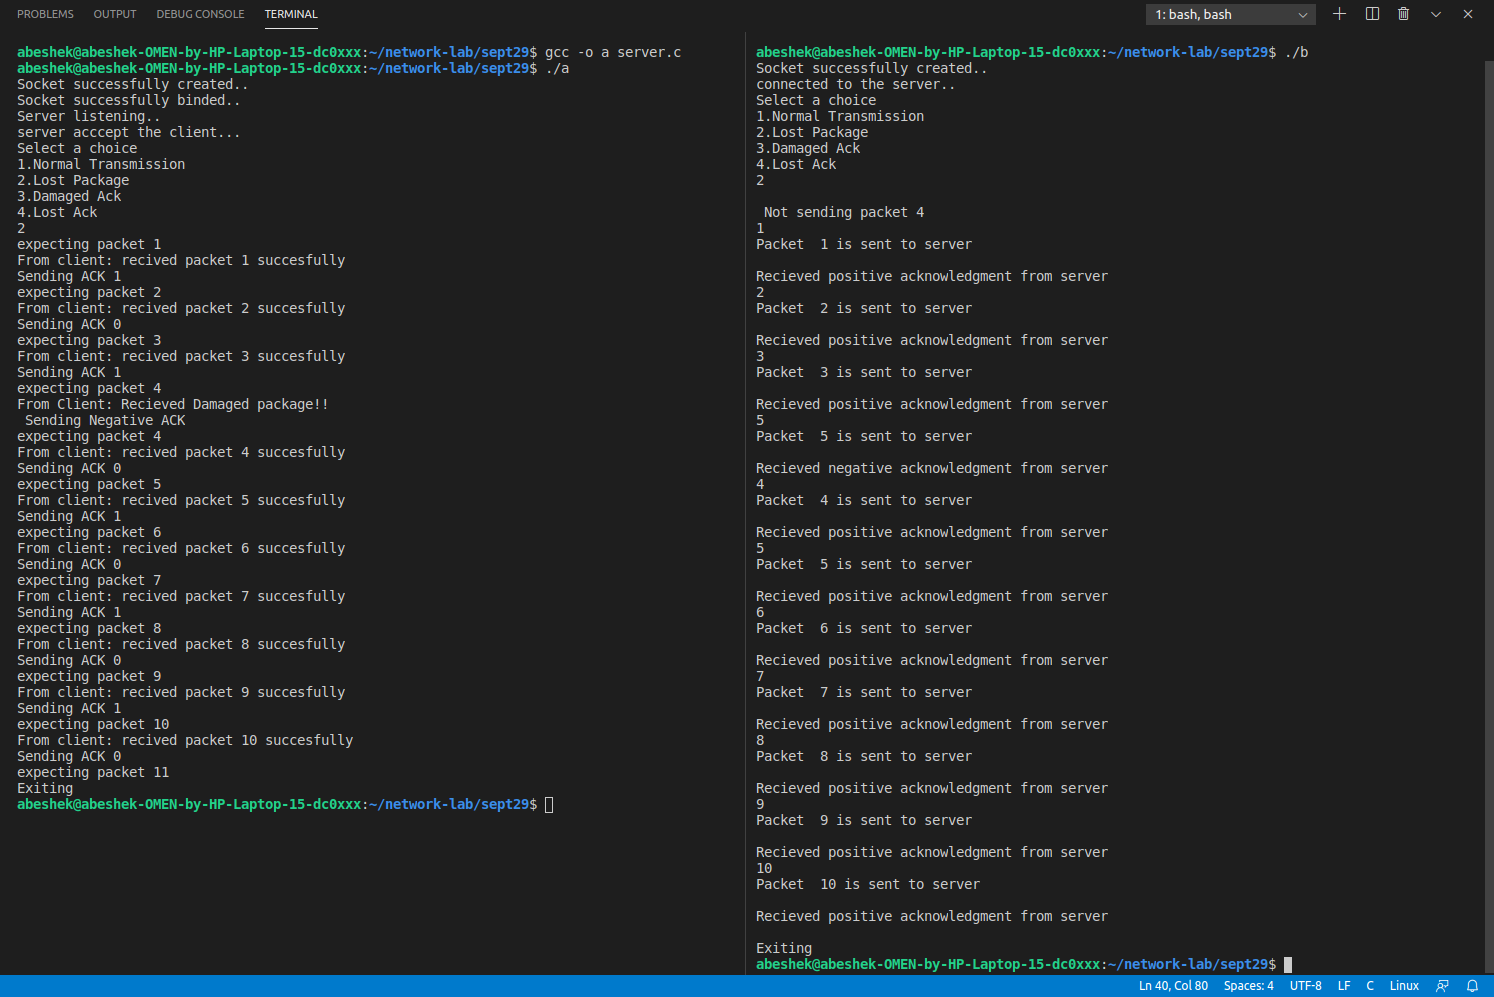 PROBLEMS OUTPUT DEBUG CONSOLE TERMINAL
1: bash, bash
abeshek@abeshek-OMEN-by-HP-Laptop-15-dc0xxx:~/network-lab/sept29$ gcc -o a server.c
abeshek@abeshek-OMEN-by-HP-Laptop-15-dc0xxx:~/network-lab/sept29$ ./a
Socket successfully created..
Socket successfully binded..
Server listening..
server acccept the client...
Select a choice
1.Normal Transmission
2.Lost Package
3.Damaged Ack
4.Lost Ack
2
expecting packet 1
From client: recived packet 1 succesfully
Sending ACK 1
expecting packet 2
From client: recived packet 2 succesfully
Sending ACK 0
expecting packet 3
From client: recived packet 3 succesfully
Sending ACK 1
expecting packet 4
From Client: Recieved Damaged package!!
Sending Negative ACK
expecting packet 4
From client: recived packet 4 succesfully
Sending ACK 0
expecting packet 5
From client: recived packet 5 succesfully
Sending ACK 1
expecting packet 6
From client: recived packet 6 succesfully
Sending ACK 0
expecting packet 7
From client: recived packet 7 succesfully
Sending ACK 1
expecting packet 8
From client: recived packet 8 succesfully
Sending ACK 0
expecting packet 9
From client: recived packet 9 succesfully
Sending ACK 1
expecting packet 10
From client: recived packet 10 succesfully
Sending ACK 0
expecting packet 11
Exiting
abeshek@abeshek-OMEN-by-HP-Laptop-15-dc0xxx:~/network-lab/sept29$
abeshek@abeshek-OMEN-by-HP-Laptop-15-dc0xxx:~/network-lab/sept29$ ./b
Socket successfully created..
connected to the server..
Select a choice
1.Normal Transmission
2.Lost Package
3.Damaged Ack
4.Lost Ack
2
Not sending packet 4
1
Packet  1 is sent to server
Recieved positive acknowledgment from server
2
Packet  2 is sent to server
Recieved positive acknowledgment from server
3
Packet  3 is sent to server
Recieved positive acknowledgment from server
5
Packet  5 is sent to server
Recieved negative acknowledgment from server
4
Packet  4 is sent to server
Recieved positive acknowledgment from server
5
Packet  5 is sent to server
Recieved positive acknowledgment from server
6
Packet  6 is sent to server
Recieved positive acknowledgment from server
7
Packet  7 is sent to server
Recieved positive acknowledgment from server
8
Packet  8 is sent to server
Recieved positive acknowledgment from server
9
Packet  9 is sent to server
Recieved positive acknowledgment from server
10
Packet  10 is sent to server
Recieved positive acknowledgment from server
Exiting
abeshek@abeshek-OMEN-by-HP-Laptop-15-dc0xxx:~/network-lab/sept29$
Ln 40, Col 80 Spaces: 4 UTF-8 LF C Linux